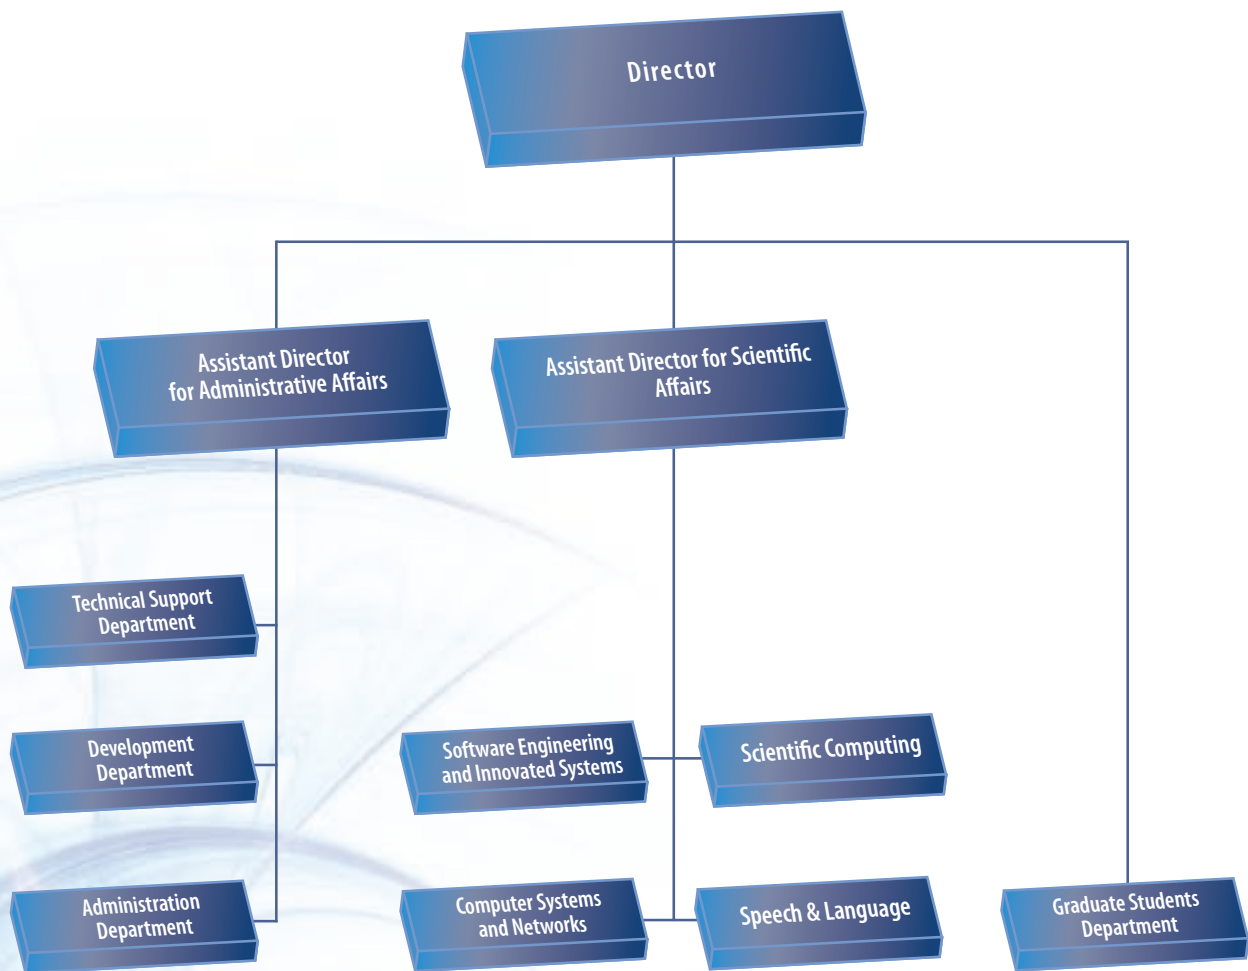 Director
Assistant Director
for Administrative Affairs
Assistant Director for Scientific
Affairs
Technical Support
Department
Development
Department
Software Engineering
and Innovated Systems
Scientific Computing
Administration
Department
Computer Systems
and Networks
Speech & Language
Graduate Students
Department